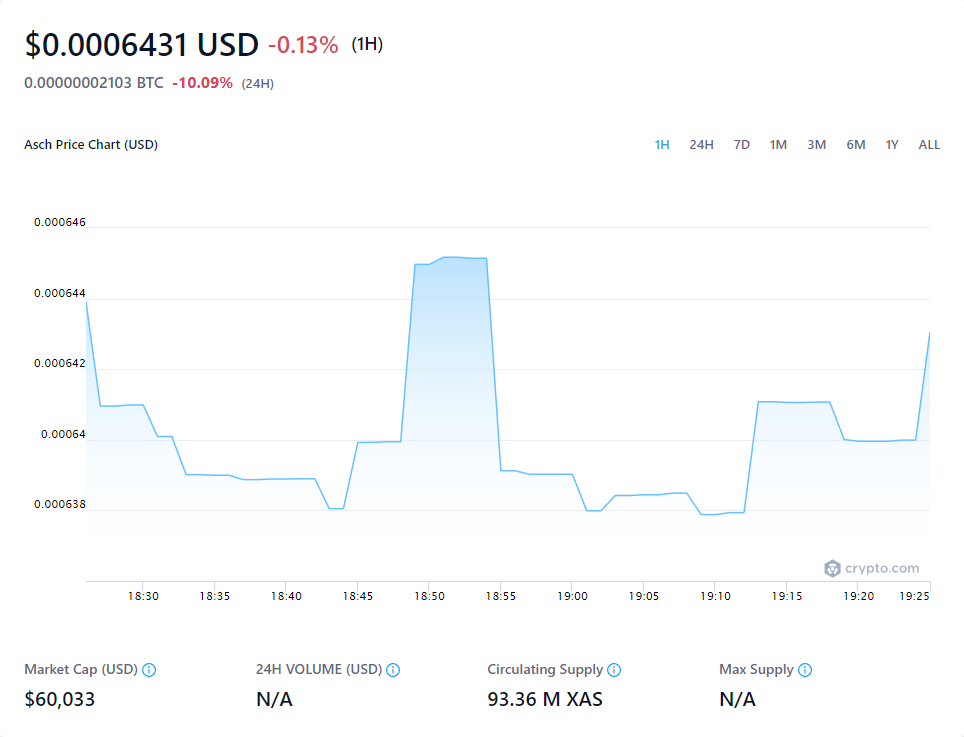 $0.0006431 USD -0.13% (1H)
0.00000002103 BTC -10.09% (24H)
Asch Price Chart (USD) 1H 24H 7D 1M 3M 6M 1Y ALL
0.000646
0.000644
0.000642
0.00064
0.000638
crypto.com
18:30 18:35 18:40 18:45 18:50 18:55 19:00 19:05 19:10 19:15 19:20 19:25
Market Cap (USD) 24H VOLUME (USD) Circulating Supply Max Supply
$60,033 N/A 93.36 M XAS N/A